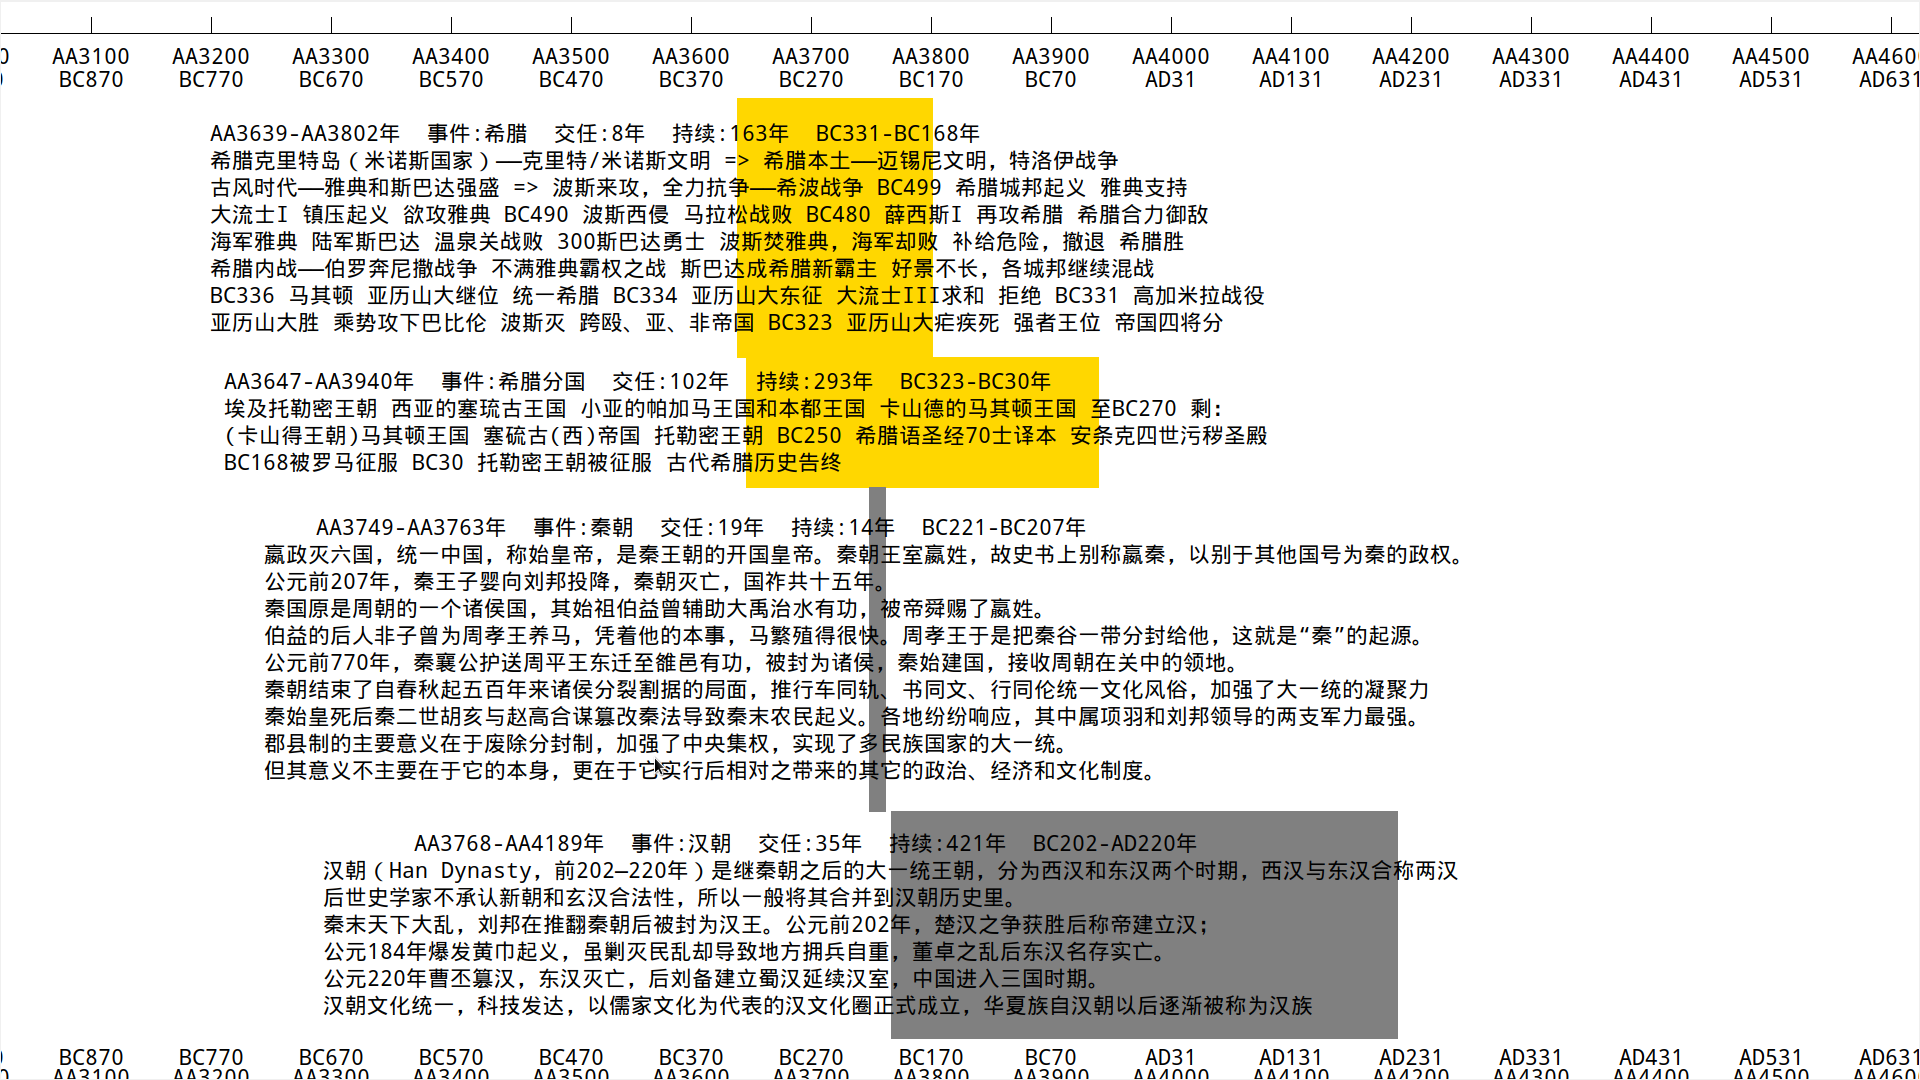 AA3100 AA3200 AA3300 AA3400 AA3500 AA3600 AA3700 AA3800 AA3900 AA4000 AA4100 AA4200 AA4300 AA4400 AA4500 AA460
BC870 BC770 BC670 BC570 BC470 BC370 BC270 BC170 BC70 AD31 AD131 AD231 AD331 AD431 AD531 AD631
AA3639-AA3802年 事件:希腊 交任:8年 持续:163年 BC331-BC168年
希腊克里特岛（米诺斯国家）——克里特/米诺斯文明 => 希腊本土——迈锡尼文明，特洛伊战争
古风时代——雅典和斯巴达强盛 => 波斯来攻，全力抗争——希波战争 BC499 希腊城邦起义 雅典支持
大流士I 镇压起义 欲攻雅典 BC490 波斯西侵 马拉松战败 BC480 薛西斯I 再攻希腊 希腊合力御敌
海军雅典 陆军斯巴达 温泉关战败 300斯巴达勇士 波斯焚雅典，海军却败 补给危险，撤退 希腊胜
希腊内战——伯罗奔尼撒战争 不满雅典霸权之战 斯巴达成希腊新霸主 好景不长，各城邦继续混战
BC336 马其顿 亚历山大继位 统一希腊 BC334 亚历山大东征 大流士III求和 拒绝 BC331 高加米拉战役
亚历山大胜 乘势攻下巴比伦 波斯灭 跨殴、亚、非帝国 BC323 亚历山大疟疾死 强者王位 帝国四将分
AA3647-AA3940年 事件:希腊分国 交任:102年 持续:293年 BC323-BC30年
埃及托勒密王朝 西亚的塞琉古王国 小亚的帕加马王国和本都王国 卡山德的马其顿王国 至BC270 剩:
(卡山得王朝)马其顿王国 塞硫古(西)帝国 托勒密王朝 BC250 希腊语圣经70士译本 安条克四世污秽圣殿
BC168被罗马征服 BC30 托勒密王朝被征服 古代希腊历史告终
AA3749-AA3763年 事件:秦朝 交任:19年 持续:14年 BC221-BC207年
嬴政灭六国，统一中国，称始皇帝，是秦王朝的开国皇帝。秦朝王室嬴姓，故史书上别称嬴秦，以别于其他国号为秦的政权。
公元前207年，秦王子婴向刘邦投降，秦朝灭亡，国祚共十五年。
秦国原是周朝的一个诸侯国，其始祖伯益曾辅助大禹治水有功，被帝舜赐了嬴姓。
伯益的后人非子曾为周孝王养马，凭着他的本事，马繁殖得很快。周孝王于是把秦谷一带分封给他，这就是“秦”的起源。
公元前770年，秦襄公护送周平王东迁至雒邑有功，被封为诸侯，秦始建国，接收周朝在关中的领地。
秦朝结束了自春秋起五百年来诸侯分裂割据的局面，推行车同轨、书同文、行同伦统一文化风俗，加强了大一统的凝聚力
秦始皇死后秦二世胡亥与赵高合谋篡改秦法导致秦末农民起义。各地纷纷响应，其中属项羽和刘邦领导的两支军力最强。
郡县制的主要意义在于废除分封制，加强了中央集权，实现了多民族国家的大一统。
但其意义不主要在于它的本身，更在于它实行后相对之带来的其它的政治、经济和文化制度。
AA3768-AA4189年 事件:汉朝 交任:35年 持续:421年 BC202-AD220年
汉朝（Han Dynasty，前202—220年）是继秦朝之后的大一统王朝，分为西汉和东汉两个时期，西汉与东汉合称两汉
后世史学家不承认新朝和玄汉合法性，所以一般将其合并到汉朝历史里。
秦末天下大乱，刘邦在推翻秦朝后被封为汉王。公元前202年，楚汉之争获胜后称帝建立汉；
公元184年爆发黄巾起义，虽剿灭民乱却导致地方拥兵自重，董卓之乱后东汉名存实亡。
公元220年曹丕篡汉，东汉灭亡，后刘备建立蜀汉延续汉室，中国进入三国时期。
汉朝文化统一，科技发达，以儒家文化为代表的汉文化圈正式成立，华夏族自汉朝以后逐渐被称为汉族
BC870 BC770 BC670 BC570 BC470 BC370 BC270 BC170 BC70 AD31 AD131 AD231 AD331 AD431 AD531 AD631
AA3100 AA3200 AA3300 AA3400 AA3500 AA3600 AA3700 AA3800 AA3900 AA4000 AA4100 AA4200 AA4300 AA4400 AA4500 AA460